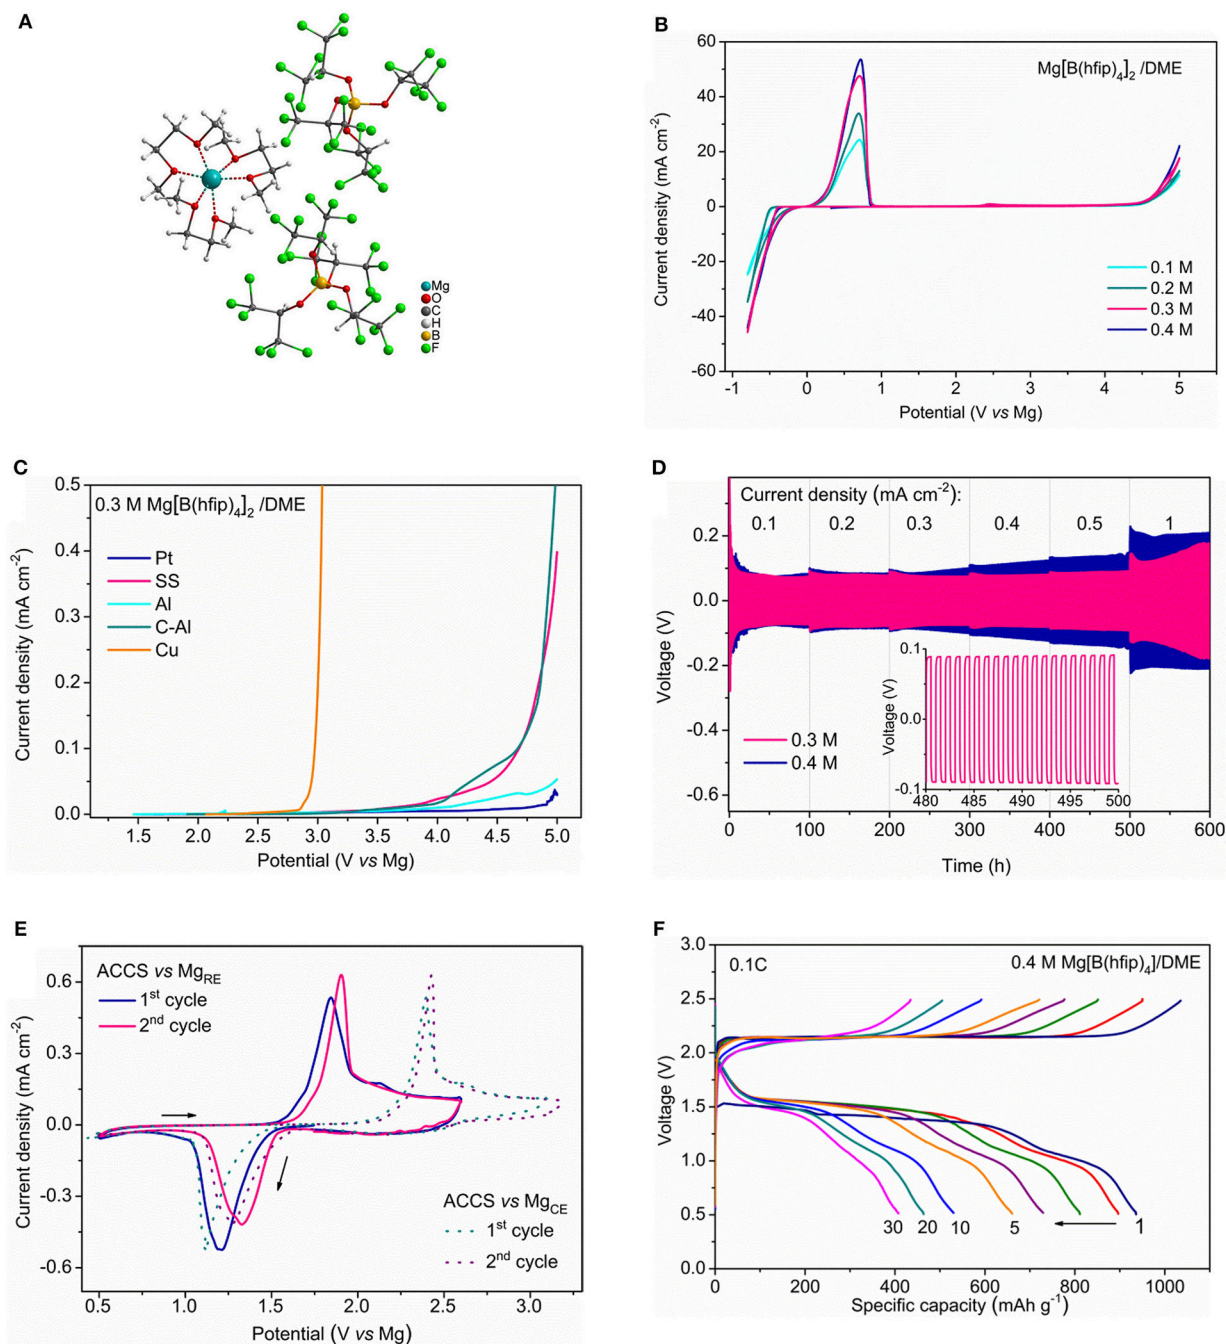 A
Mg
O
C
H
B
F
B
Mg[B(hfip)₄]₂ /DME
60
40
20
0
-20
-40
-60
-1
0
1
2
3
4
5
Current density (mA cm⁻²)
Potential (V vs Mg)
0.1 M
0.2 M
0.3 M
0.4 M
C
0.3 M Mg[B(hfip)₄]₂ /DME
0.5
0.4
0.3
0.2
0.1
0.0
Pt
SS
Al
C-Al
Cu
1.5
2.0
2.5
3.0
3.5
4.0
4.5
5.0
Current density (mA cm⁻²)
Potential (V vs Mg)
D
Current density (mA cm⁻²):
0.1
0.2
0.3
0.4
0.5
1
0.2
0.0
-0.2
-0.4
-0.6
Voltage (V)
0.3 M
0.4 M
0.1
0.0
-0.1
Voltage (V)
480
485
490
495
500
0
100
200
300
400
500
600
Time (h)
E
ACCS vs Mg_RE
1st cycle
2nd cycle
0.6
0.3
0.0
-0.3
-0.6
Current density (mA cm⁻²)
ACCS vs Mg_CE
1st cycle
2nd cycle
0.5
1.0
1.5
2.0
2.5
3.0
Potential (V vs Mg)
F
0.1C
0.4 M Mg[B(hfip)₄]/DME
3.0
2.5
2.0
1.5
1.0
0.5
0.0
Voltage (V)
30
20
10
5
1
0
200
400
600
800
1000
Specific capacity (mAh g⁻¹)